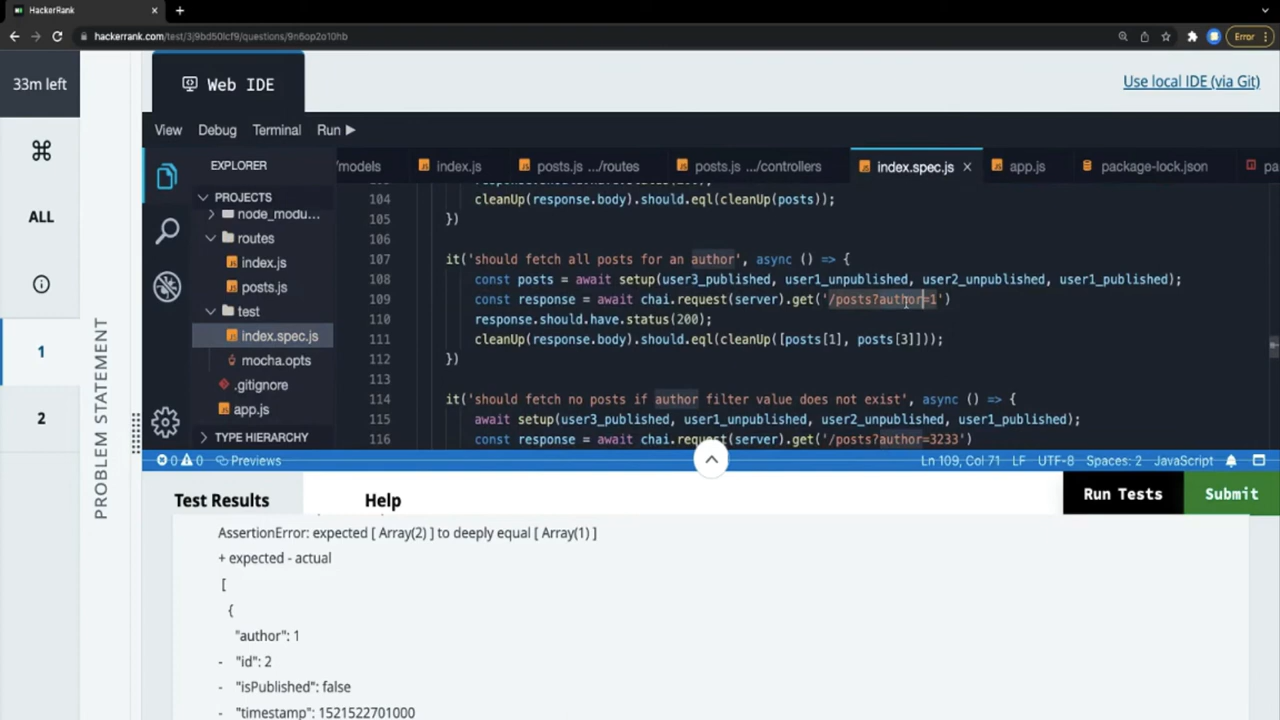 HackerRank
hackerrank.com/test/3j9bd50lcf9/questions/9n6op2o10hb
Error
33m left
Web IDE
Use local IDE (via Git)
View Debug Terminal Run
EXPLORER
/models index.js posts.js .../routes posts.js .../controllers index.spec.js app.js package-lock.json
PROJECTS
node_modu...
routes
index.js
posts.js
test
index.spec.js
mocha.opts
.gitignore
app.js
TYPE HIERARCHY
ALL
1
2
PROBLEM STATEMENT
104 cleanUp(response.body).should.eql(cleanUp(posts));
105 })
106
107 it('should fetch all posts for an author', async () => {
108 const posts = await setup(user3_published, user1_unpublished, user2_unpublished, user1_published);
109 const response = await chai.request(server).get('/posts?author=1')
110 response.should.have.status(200);
111 cleanUp(response.body).should.eql(cleanUp([posts[1], posts[3]]));
112 })
113
114 it('should fetch no posts if author filter value does not exist', async () => {
115 await setup(user3_published, user1_unpublished, user2_unpublished, user1_published);
116 const response = await chai.request(server).get('/posts?author=3233')
0 0 Previews
Ln 109, Col 71 LF UTF-8 Spaces: 2 JavaScript
Test Results Help Run Tests Submit
AssertionError: expected [ Array(2) ] to deeply equal [ Array(1) ]
+ expected - actual
[
{
"author": 1
- "id": 2
- "isPublished": false
- "timestamp": 1521522701000